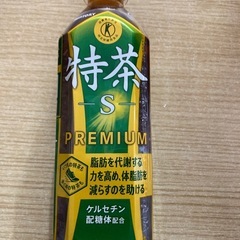 特茶
S
PREMIUM
脂肪を代謝する
力を高め、体脂肪を
減らすのを助ける
ケルセチン
配糖体配合